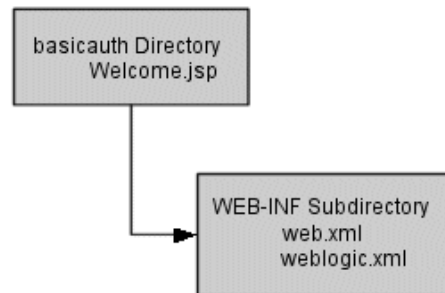 basicauth Directory
Welcome.jsp
WEB-INF Subdirectory
web.xml
weblogic.xml